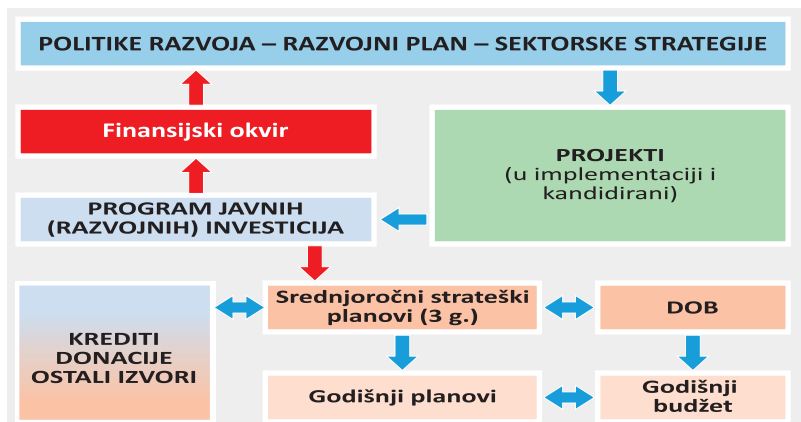 POLITIKE RAZVOJA – RAZVOJNI PLAN – SEKTORSKE STRATEGIJE
Finansijski okvir
PROJEKTI
(u implementaciji i
kandidirani)
PROGRAM JAVNIH
(RAZVOJNIH) INVESTICIJA
KREDITI
DONACIJE
OSTALI IZVORI
Srednjoročni strateški
planovi (3 g.)
DOB
Godišnji planovi
Godišnji
budžet